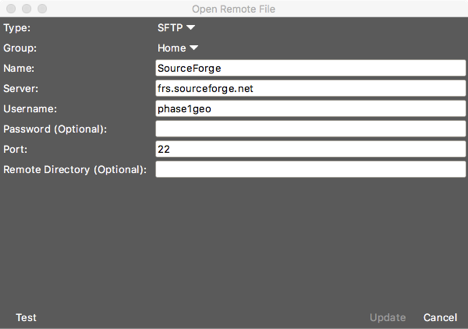 Open Remote File
Type: SFTP
Group: Home
Name: SourceForge
Server: frs.sourceforge.net
Username: phase1geo
Password (Optional):
Port: 22
Remote Directory (Optional):
Test Update Cancel